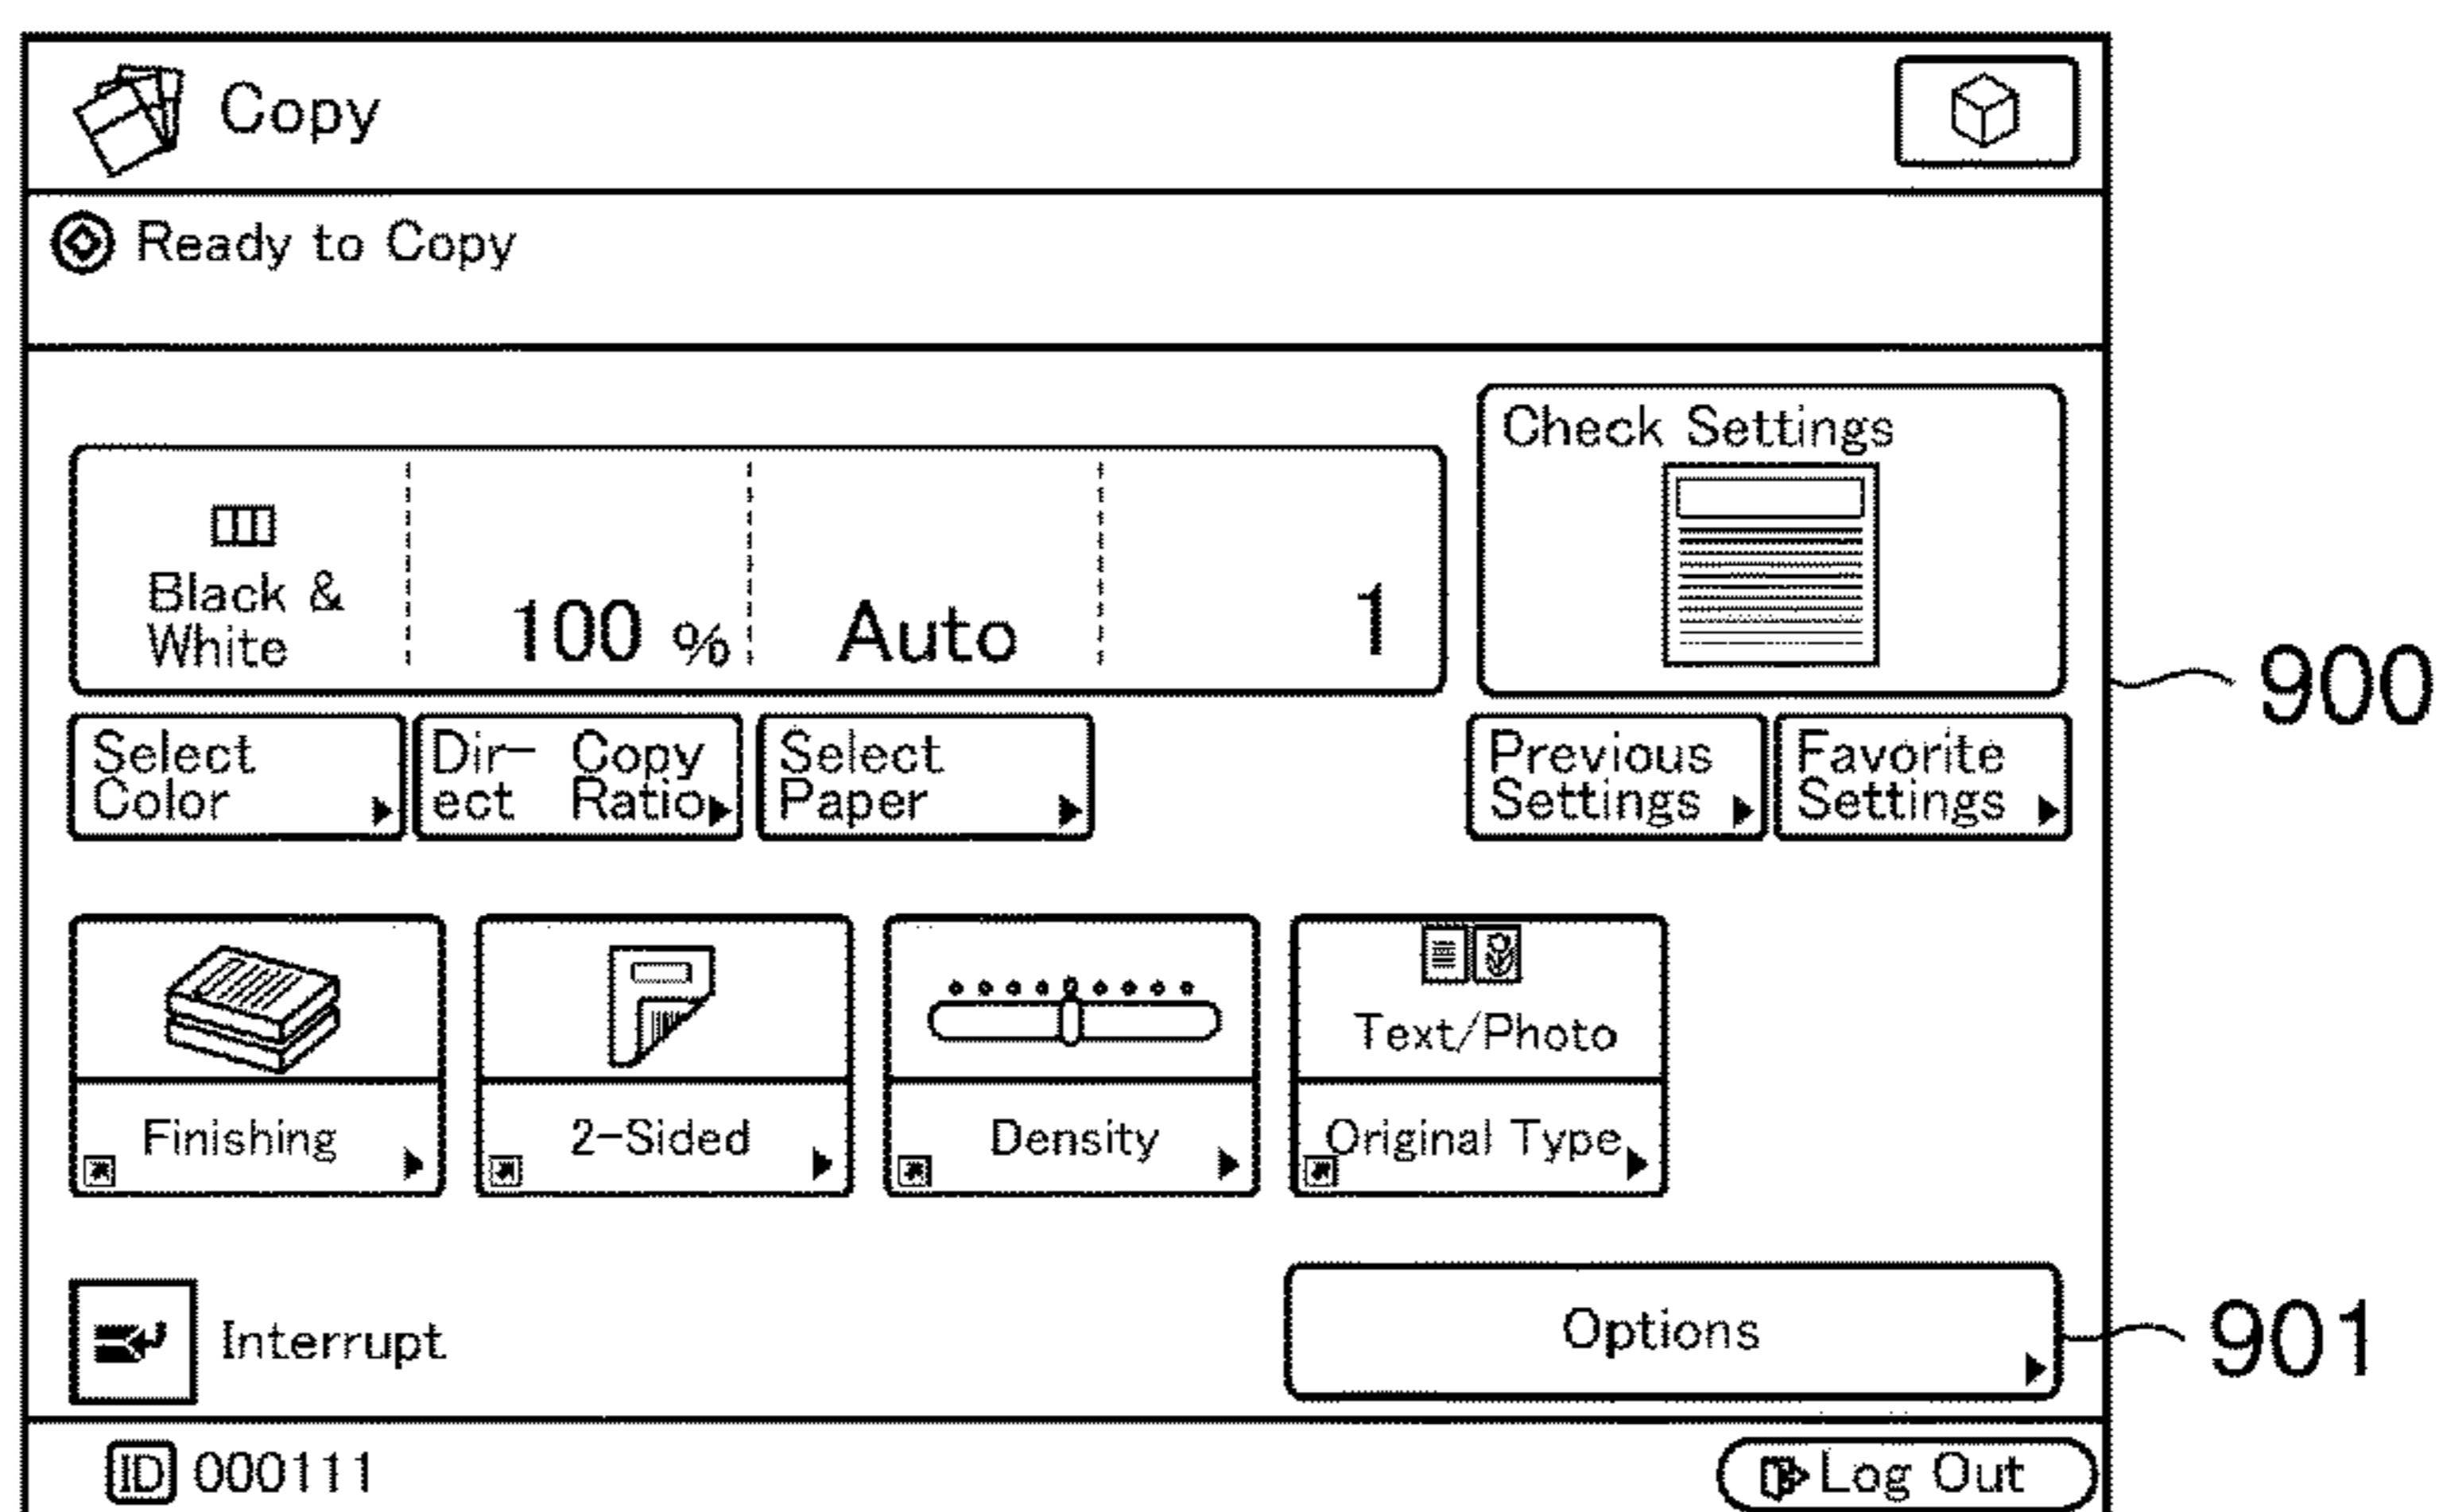 Copy
Ready to Copy
Check Settings
Black &
White
100 %
Auto
1
900
Select
Color
Dir-
ect
Copy
Ratio
Select
Paper
Previous
Settings
Favorite
Settings
Text/Photo
Finishing
2-Sided
Density
Original Type
Interrupt
Options
901
ID 000111
Log Out